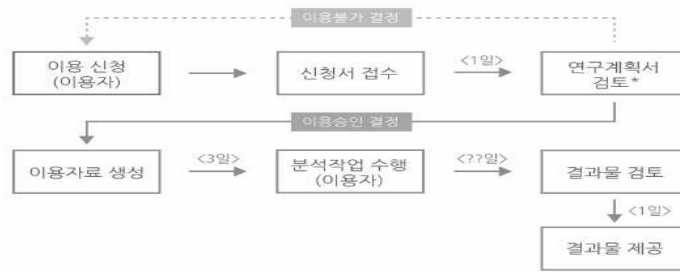 이용불가 결정
이용 신청
(이용자)
신청서 접수
<1일>
연구계획서
검토*
이용승인 결정
이용자료 생성
<3일>
분석작업 수행
(이용자)
<??일>
결과물 검토
<1일>
결과물 제공